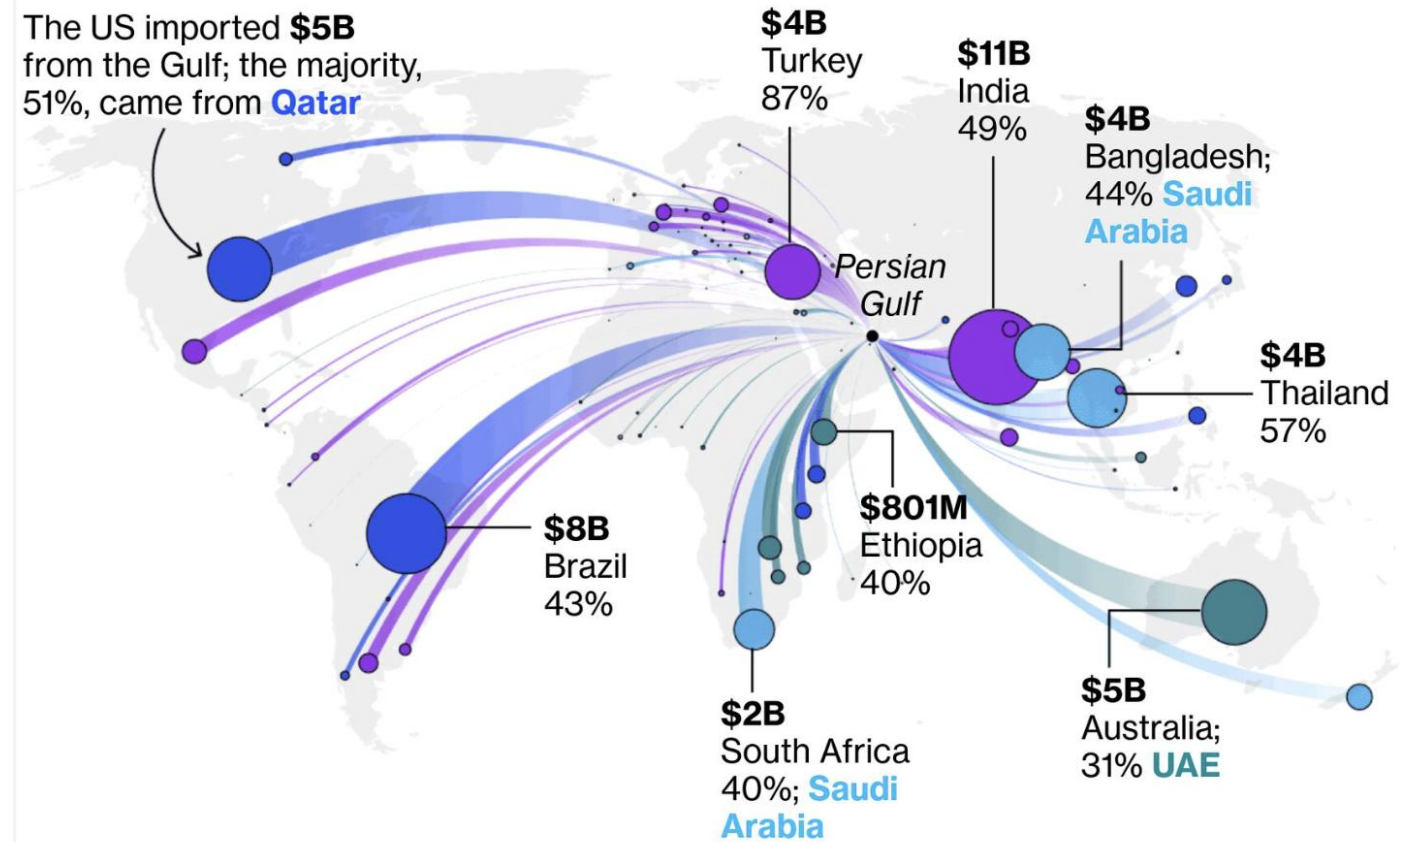 The US imported $5B
from the Gulf; the majority,
51%, came from Qatar
$4B
Turkey
87%
$11B
India
49%
$4B
Bangladesh;
44% Saudi
Arabia
Persian
Gulf
$4B
Thailand
57%
$8B
Brazil
43%
$801M
Ethiopia
40%
$2B
South Africa
40%; Saudi
Arabia
$5B
Australia;
31% UAE